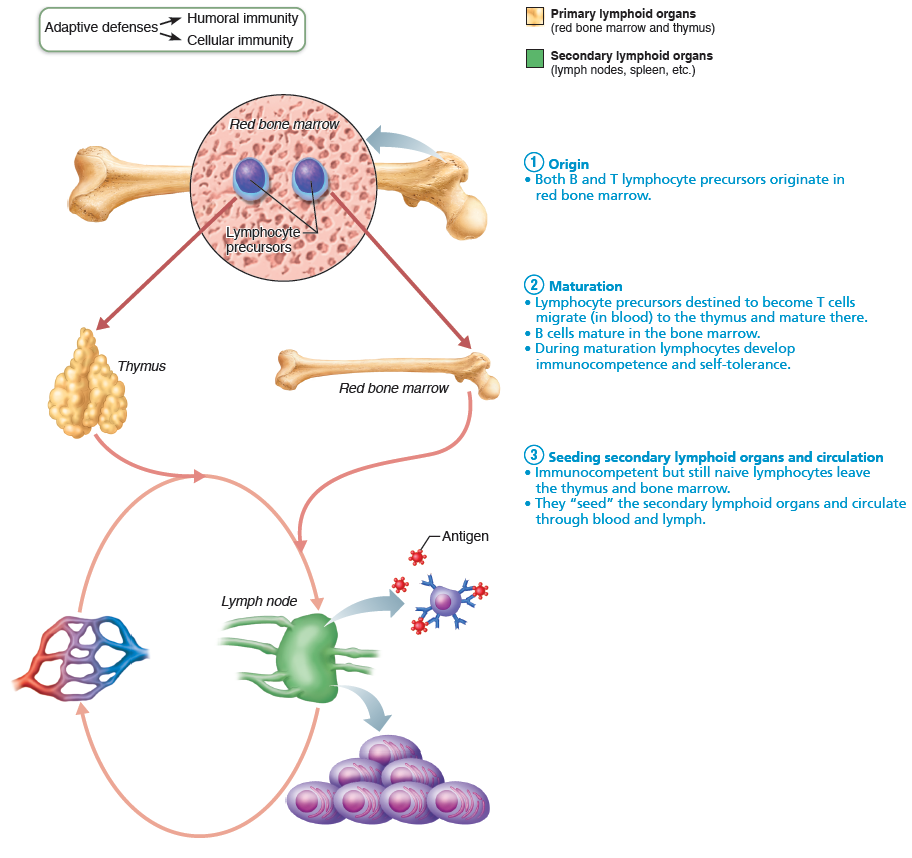 Adaptive defenses
Humoral immunity
Cellular immunity
Primary lymphoid organs
(red bone marrow and thymus)
Secondary lymphoid organs
(lymph nodes, spleen, etc.)
Red bone marrow
Lymphocyte
precursors
① Origin
• Both B and T lymphocyte precursors originate in
red bone marrow.
② Maturation
• Lymphocyte precursors destined to become T cells
migrate (in blood) to the thymus and mature there.
• B cells mature in the bone marrow.
• During maturation lymphocytes develop
immunocompetence and self-tolerance.
Thymus
Red bone marrow
③ Seeding secondary lymphoid organs and circulation
• Immunocompetent but still naive lymphocytes leave
the thymus and bone marrow.
• They “seed” the secondary lymphoid organs and circulate
through blood and lymph.
Antigen
Lymph node